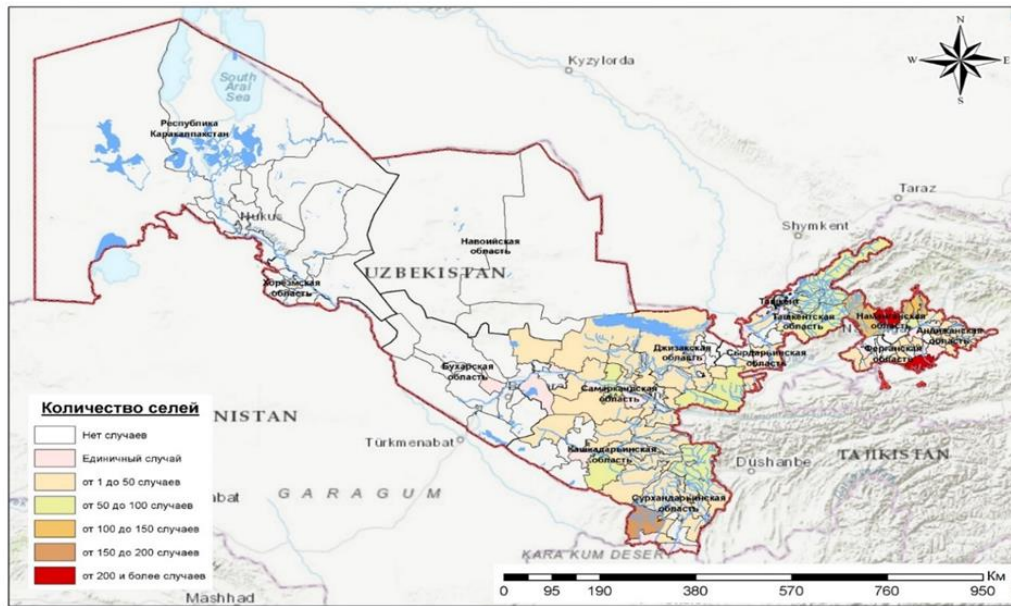 N
W
E
S
Kyzylorda
South
Aral
Sea
Республика
Каракалпакстан
Taraz
Shymkent
Nukus
Навоийская
область
UZBEKISTAN
Хорезмская
область
Ташкент
Ташкентская
область
Наманганская
область
Андижанская
область
Ферганская
область
Джизакская
область
Сырдарьинская
область
Бухарская
область
Самаркандская
область
Türkmenabat
Кашкадарьинская
область
Dushanbe
TAJIKISTAN
Сурхандарьинская
область
GARAGUM
KARA KUM DESER
NISTAN
abat
Mashhad
Количество селей
Нет случаев
Единичный случай
от 1 до 50 случаев
от 50 до 100 случаев
от 100 до 150 случаев
от 150 до 200 случаев
от 200 и более случаев
Км
0 95 190 380 570 760 950